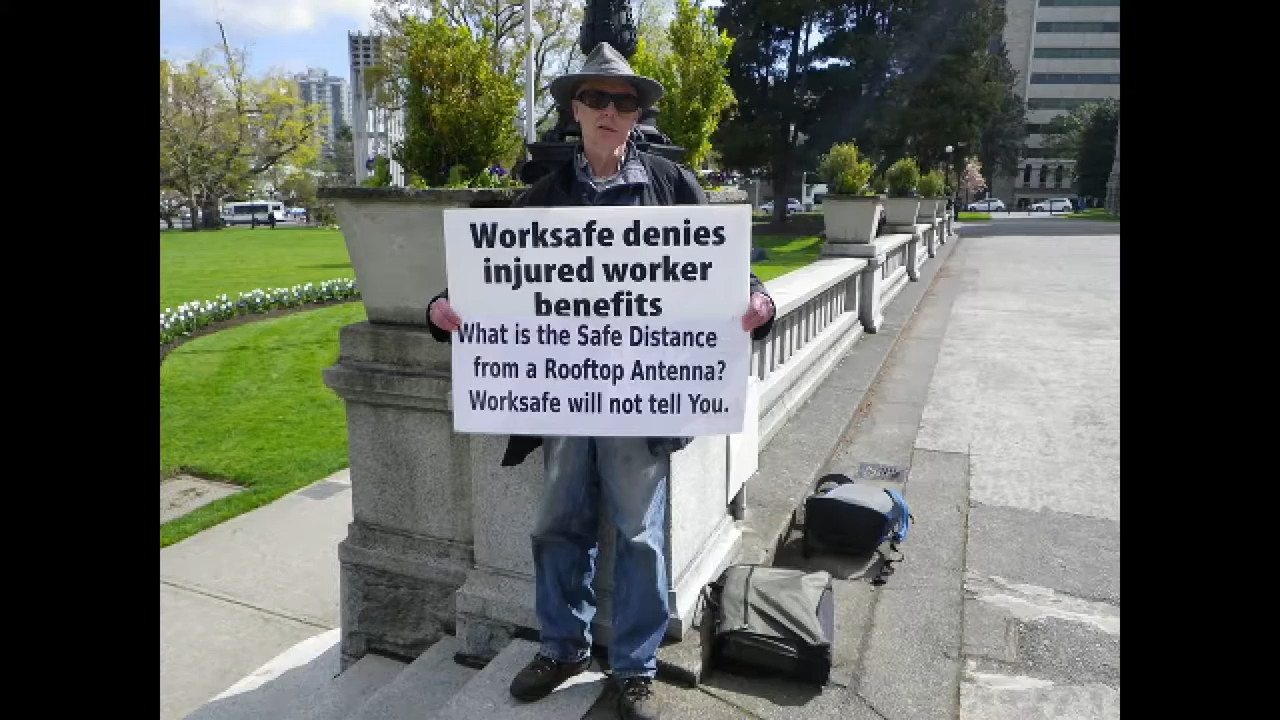 Worksafe denies
injured worker
benefits
What is the Safe Distance
from a Rooftop Antenna?
Worksafe will not tell You.